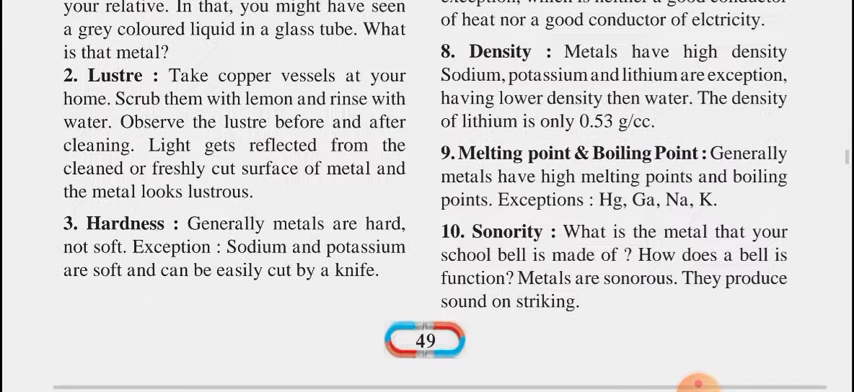 your relative. In that, you might have seen
a grey coloured liquid in a glass tube. What
is that metal?
2. Lustre : Take copper vessels at your
home. Scrub them with lemon and rinse with
water. Observe the lustre before and after
cleaning. Light gets reflected from the
cleaned or freshly cut surface of metal and
the metal looks lustrous.
3. Hardness : Generally metals are hard,
not soft. Exception : Sodium and potassium
are soft and can be easily cut by a knife.
exception, which is neither a good conductor
of heat nor a good conductor of elctricity.
8. Density : Metals have high density
Sodium, potassium and lithium are exception,
having lower density then water. The density
of lithium is only 0.53 g/cc.
9. Melting point & Boiling Point : Generally
metals have high melting points and boiling
points. Exceptions : Hg, Ga, Na, K.
10. Sonority : What is the metal that your
school bell is made of ? How does a bell is
function? Metals are sonorous. They produce
sound on striking.
49